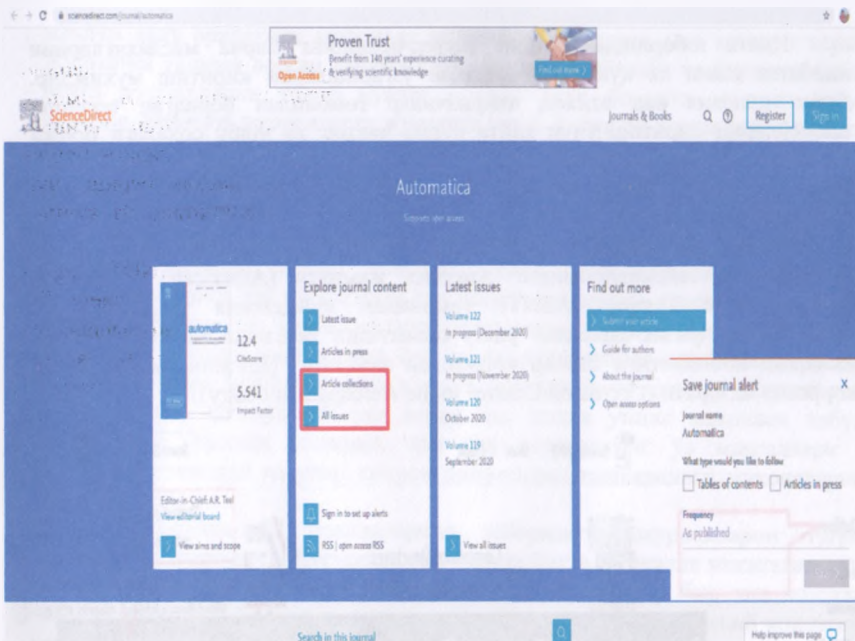 sciencedirect.com/journal/automatica
Proven Trust
Benefit from 140 years' experience curating
& verifying scientific knowledge
Open Access
Find out more >
ScienceDirect
Journals & Books
Register
Sign in
Automatica
Supports open access
automatica
12.4
CiteScore
5.541
Impact Factor
Editor-in-Chief: A.R. Teel
View editorial board
View aims and scope
Explore journal content
Latest issue
Articles in press
Article collections
All issues
Sign in to set up alerts
RSS | open access RSS
Latest issues
Volume 122
In progress (December 2020)
Volume 121
In progress (November 2020)
Volume 120
October 2020
Volume 119
September 2020
View all issues
Find out more
Submit your article
Guide for authors
About the journal
Open access options
Save journal alert
X
Journal name
Automatica
What type would you like to follow
Tables of contents
Articles in press
Frequency
As published
Search in this journal
Help improve this page